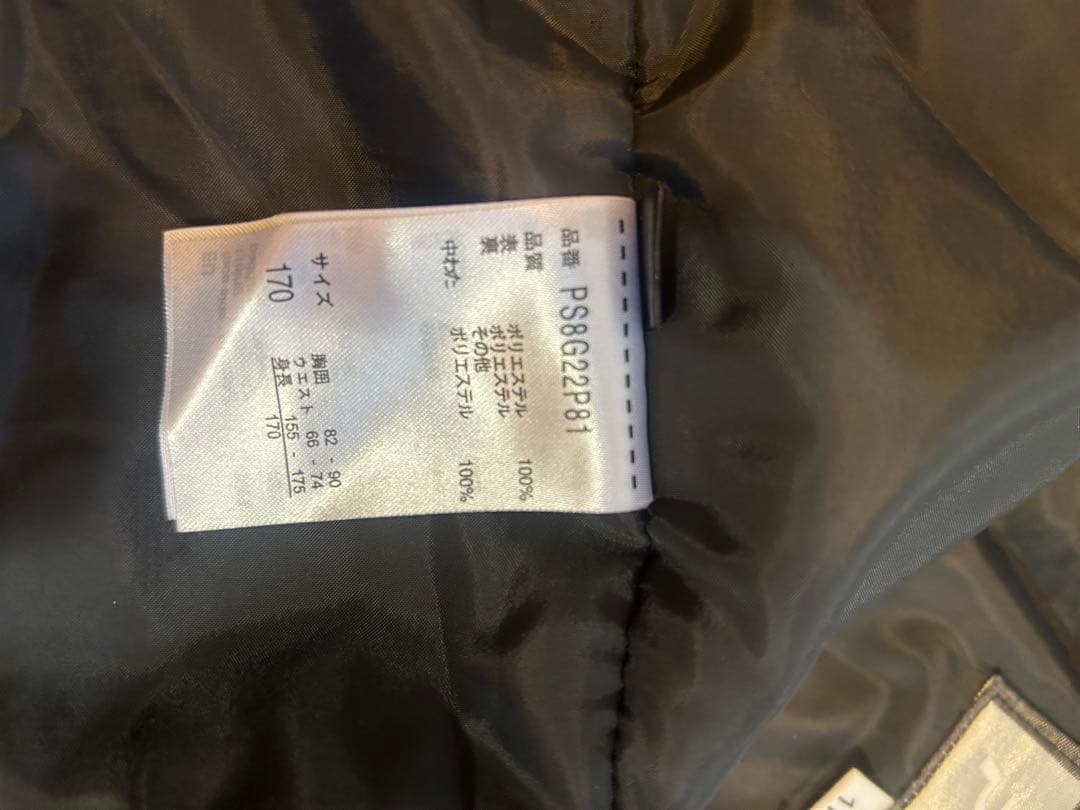 品番 PS8G22P81
品質
表 ポリエステル 100%
裏 ポリエステル
その他
中わた ポリエステル 100%
サイズ 胸囲 82 - 90
170 ウエスト 66 - 74
身長 155 - 175
170